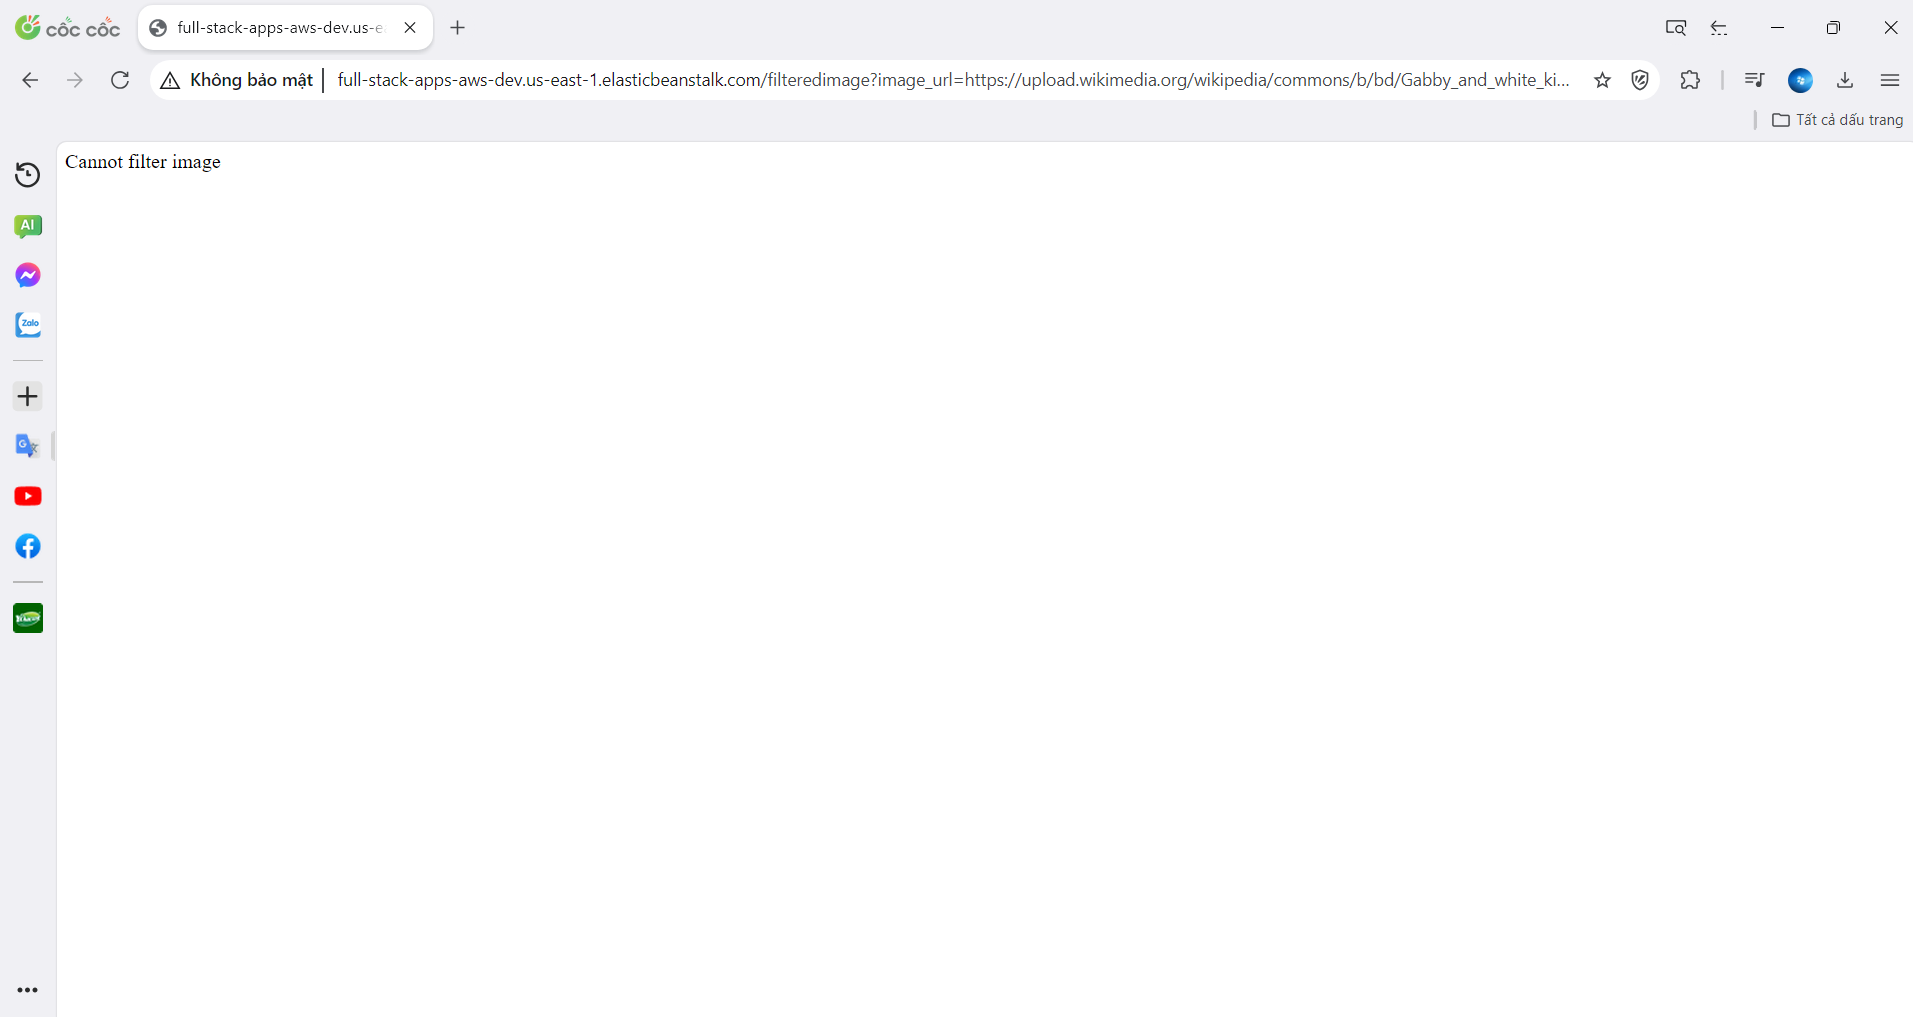 cốc cốc
full-stack-apps-aws-dev.us-e
Không bảo mật
full-stack-apps-aws-dev.us-east-1.elasticbeanstalk.com/filteredimage?image_url=https://upload.wikimedia.org/wikipedia/commons/b/bd/Gabby_and_white_ki...
Tất cả dấu trang
Cannot filter image
AI
Zalo
G